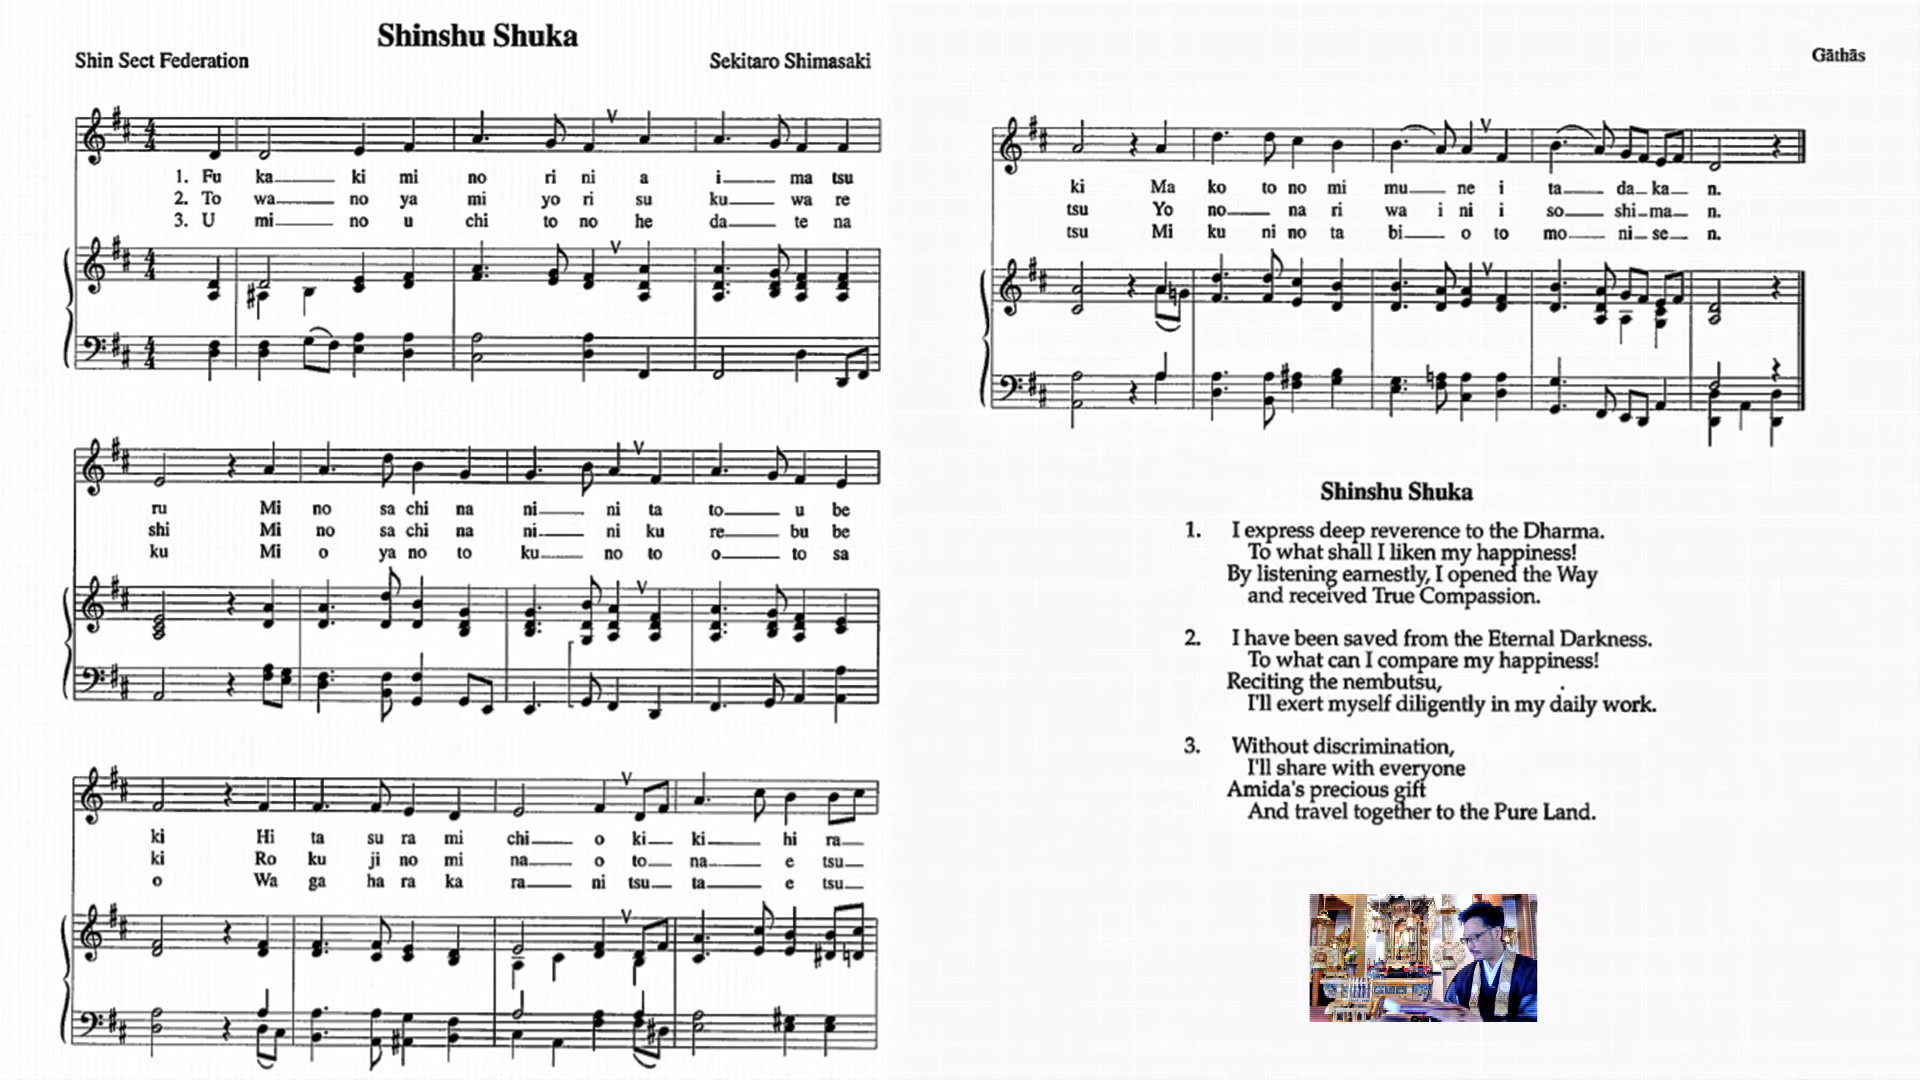 Shinshu Shuka
Shin Sect Federation
Sekitaro Shimasaki
1. Fu ka ki mi no ri ni a i ma tsu
2. To wa no ya mi yo ri su ku wa re
3. U mi no u chi to no he da te na
ru Mi no sa chi na ni ni ta to u be
shi Mi no sa chi na ni ni ku re bu be
ku Mi o ya no to ku no to o to sa
ki Hi ta su ra mi chi o ki ki hi ra
ki Ro ku ji no mi na o to na e tsu
o Wa ga ha ra ka ra ni tsu ta e tsu
Gāthās
ki Ma ko to no mi mu ne i ta da ka n.
tsu Yo no na ri wa i ni i so shi ma n.
tsu Mi ku ni no ta bi o to mo ni se n.
Shinshu Shuka
1. I express deep reverence to the Dharma.
To what shall I liken my happiness!
By listening earnestly, I opened the Way
and received True Compassion.
2. I have been saved from the Eternal Darkness.
To what can I compare my happiness!
Reciting the nembutsu,
I'll exert myself diligently in my daily work.
3. Without discrimination,
I'll share with everyone
Amida's precious gift
And travel together to the Pure Land.